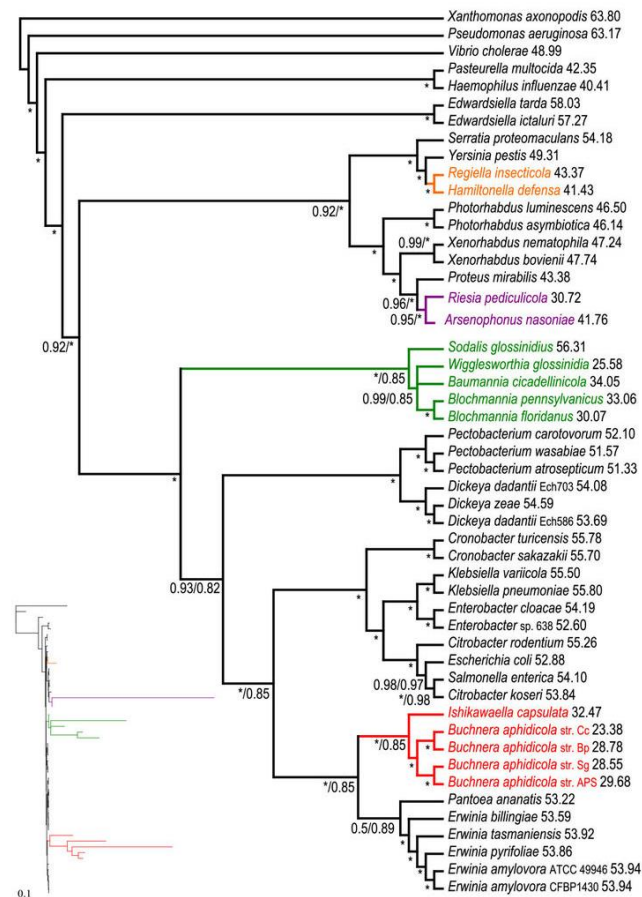 Xanthomonas axonopodis 63.80
Pseudomonas aeruginosa 63.17
Vibrio cholerae 48.99
Pasteurella multocida 42.35
* Haemophilus influenzae 40.41
*
Edwardsiella tarda 58.03
* Edwardsiella ictaluri 57.27
Serratia proteomaculans 54.18
* Yersinia pestis 49.31
* Regiella insecticola 43.37
* Hamiltonella defensa 41.43
0.92/*
Photorhabdus luminescens 46.50
* Photorhabdus asymbiotica 46.14
*
0.99/* Xenorhabdus nematophila 47.24
* Xenorhabdus bovienii 47.74
Proteus mirabilis 43.38
0.96/* Riesia pediculicola 30.72
0.95/* Arsenophonus nasoniae 41.76
0.92/*
Sodalis glossinidius 56.31
*/0.85 Wigglesworthia glossinidia 25.58
0.99/0.85 Baumannia cicadellinicola 34.05
Blochmannia pennsylvanicus 33.06
* Blochmannia floridanus 30.07
Pectobacterium carotovorum 52.10
* Pectobacterium wasabiae 51.57
* Pectobacterium atrosepticum 51.33
*
Dickeya dadantii Ech703 54.08
* Dickeya zeae 54.59
* Dickeya dadantii Ech586 53.69
Cronobacter turicensis 55.78
* Cronobacter sakazakii 55.70
0.93/0.82
Klebsiella variicola 55.50
* Klebsiella pneumoniae 55.80
*
Enterobacter cloacae 54.19
* Enterobacter sp. 638 52.60
*
Citrobacter rodentium 55.26
* Escherichia coli 52.88
0.98/0.97 Salmonella enterica 54.10
*/0.98 Citrobacter koseri 53.84
*/0.85
Ishikawaella capsulata 32.47
*/0.85 Buchnera aphidicola str. Cc 23.38
* Buchnera aphidicola str. Bp 28.78
* Buchnera aphidicola str. Sg 28.55
* Buchnera aphidicola str. APS 29.68
*/0.85
Pantoea ananatis 53.22
0.5/0.89 Erwinia billingiae 53.59
* Erwinia tasmaniensis 53.92
* Erwinia pyrifoliae 53.86
* Erwinia amylovora ATCC 49946 53.94
* Erwinia amylovora CFBP1430 53.94
0.1